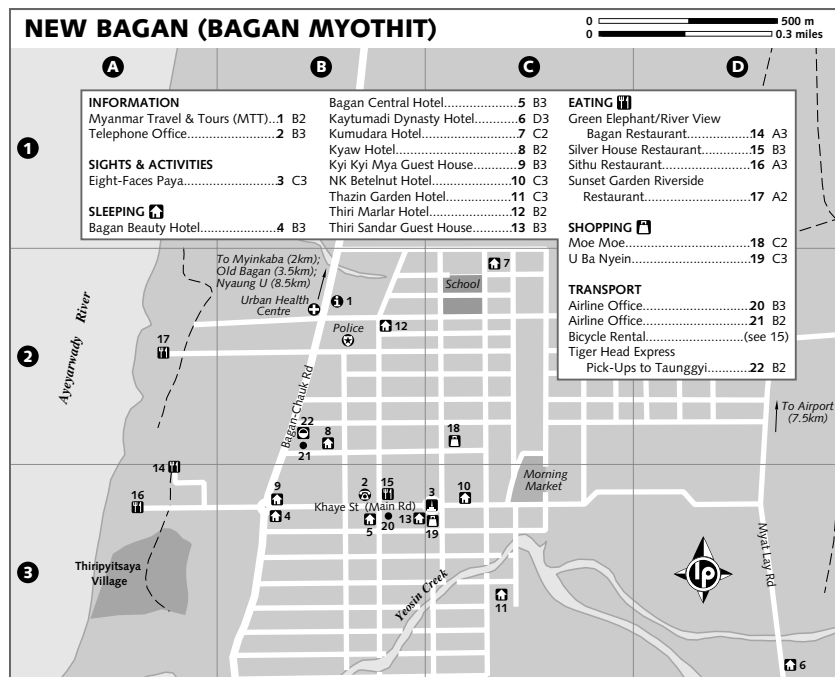 NEW BAGAN (BAGAN MYOTHIT)
0 500 m
0 0.3 miles
A B C D
1
INFORMATION
Myanmar Travel & Tours (MTT)..1 B2
Telephone Office....................2 B3
SIGHTS & ACTIVITIES
Eight-Faces Paya....................3 C3
SLEEPING
Bagan Beauty Hotel...............4 B3
Bagan Central Hotel....................5 B3
Kaytumadi Dynasty Hotel............6 D3
Kumudara Hotel..........................7 C2
Kyaw Hotel..................................8 B2
Kyi Kyi Mya Guest House............9 B3
NK Betelnut Hotel.....................10 C3
Thazin Garden Hotel..................11 C3
Thiri Marlar Hotel.....................12 B2
Thiri Sandar Guest House..........13 B3
EATING
Green Elephant/River View
Bagan Restaurant................14 A3
Silver House Restaurant............15 B3
Sithu Restaurant.......................16 A3
Sunset Garden Riverside
Restaurant...........................17 A2
SHOPPING
Moe Moe..................................18 C2
U Ba Nyein................................19 C3
TRANSPORT
Airline Office............................20 B3
Airline Office............................21 B2
Bicycle Rental.......................(see 15)
Tiger Head Express
Pick-Ups to Taunggyi...........22 B2
To Myinkaba (2km);
Old Bagan (3.5km);
Nyaung U (8.5km)
7
School
Urban Health
Centre
1
Police
12
2
17
Ayeyarwady River
Bagan-Chauk Rd
22
8
21
18
To Airport
(7.5km)
14
16
9
2
15
3
10
Morning
Market
Khaye St (Main Rd)
4
5
20
13
19
3
Thiripyitsaya
Village
Yeosin Creek
11
Myat Lay Rd
lp
6